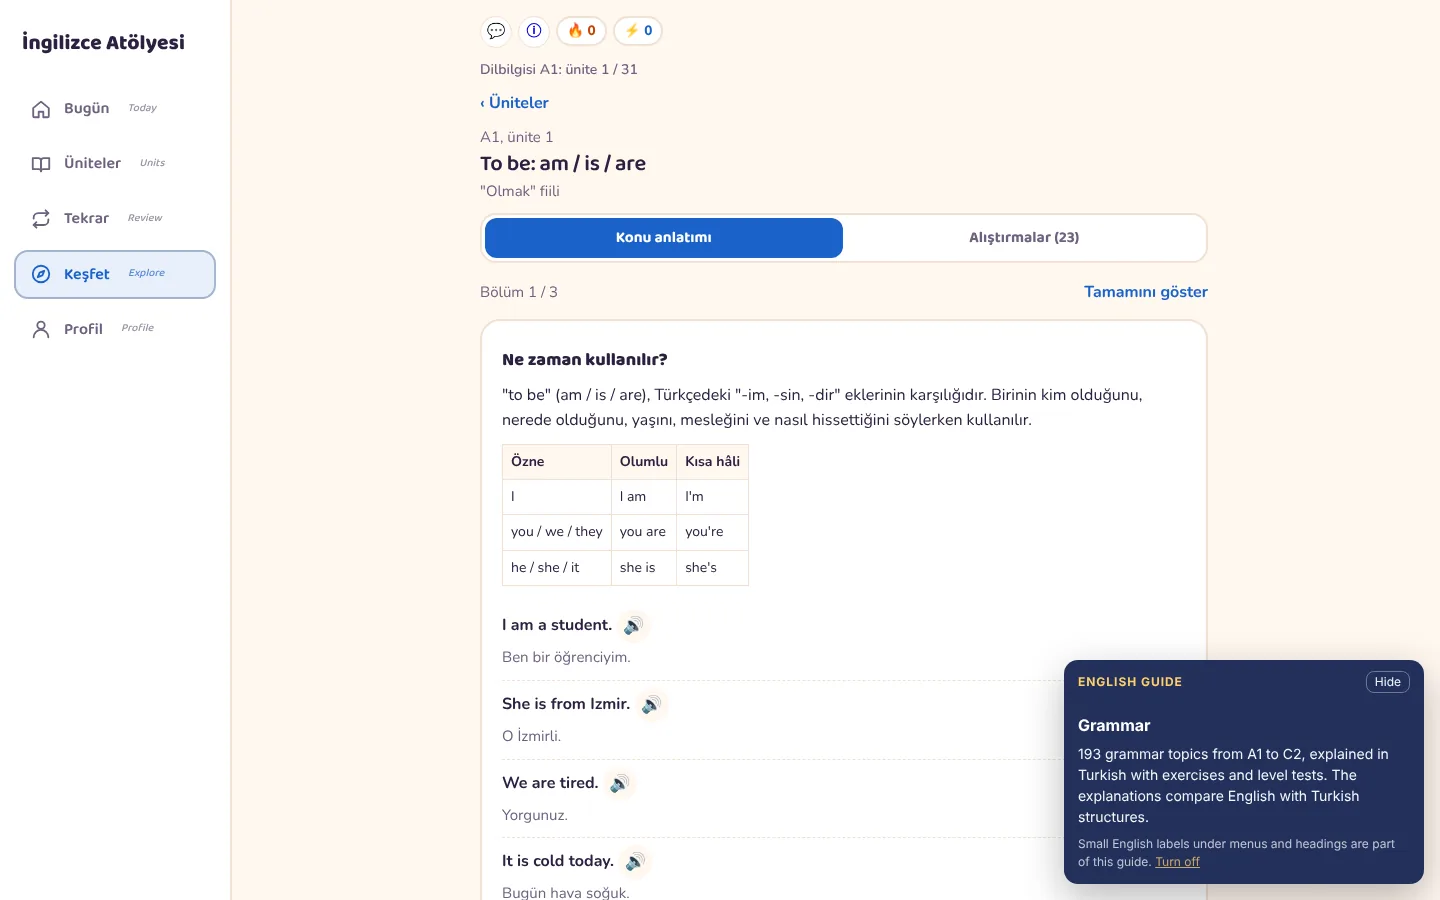 İngilizce Atölyesi
Bugün Today
Üniteler Units
Tekrar Review
Keşfet Explore
Profil Profile
0
0
Dilbilgisi A1: ünite 1 / 31
‹ Üniteler
A1, ünite 1
To be: am / is / are
"Olmak" fiili
Konu anlatımı
Alıştırmalar (23)
Bölüm 1 / 3
Tamamını göster
Ne zaman kullanılır?
"to be" (am / is / are), Türkçedeki "-im, -sin, -dir" eklerinin karşılığıdır. Birinin kim olduğunu,
nerede olduğunu, yaşını, mesleğini ve nasıl hissettiğini söylerken kullanılır.
Özne Olumlu Kısa hâli
I I am I'm
you / we / they you are you're
he / she / it she is she's
I am a student.
Ben bir öğrenciyim.
She is from Izmir.
O İzmirli.
We are tired.
Yorgunuz.
It is cold today.
Bugün hava soğuk.
ENGLISH GUIDE
Hide
Grammar
193 grammar topics from A1 to C2, explained in
Turkish with exercises and level tests. The
explanations compare English with Turkish
structures.
Small English labels under menus and headings are part
of this guide. Turn off